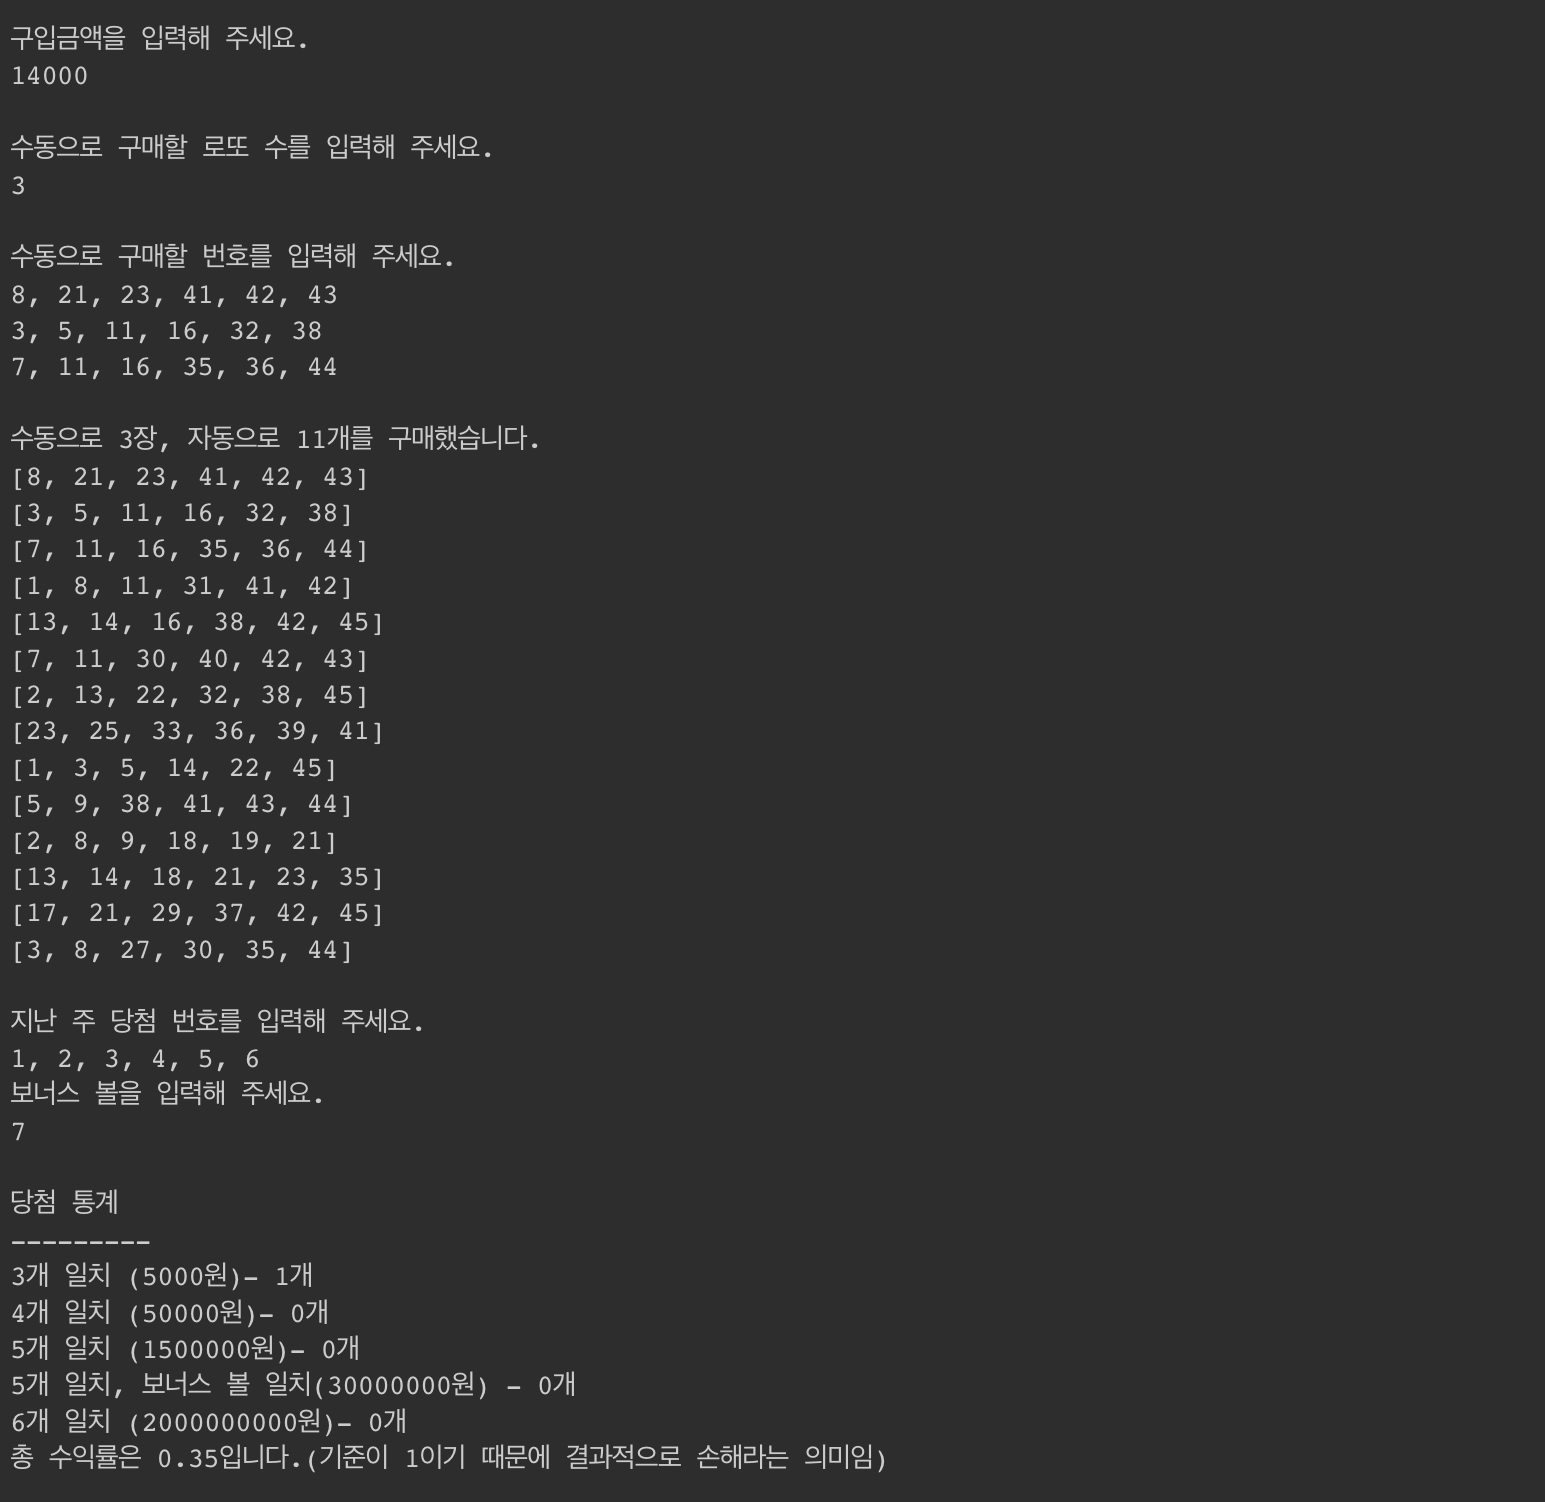 구입금액을 입력해 주세요.
14000
수동으로 구매할 로또 수를 입력해 주세요.
3
수동으로 구매할 번호를 입력해 주세요.
8, 21, 23, 41, 42, 43
3, 5, 11, 16, 32, 38
7, 11, 16, 35, 36, 44
수동으로 3장, 자동으로 11개를 구매했습니다.
[8, 21, 23, 41, 42, 43]
[3, 5, 11, 16, 32, 38]
[7, 11, 16, 35, 36, 44]
[1, 8, 11, 31, 41, 42]
[13, 14, 16, 38, 42, 45]
[7, 11, 30, 40, 42, 43]
[2, 13, 22, 32, 38, 45]
[23, 25, 33, 36, 39, 41]
[1, 3, 5, 14, 22, 45]
[5, 9, 38, 41, 43, 44]
[2, 8, 9, 18, 19, 21]
[13, 14, 18, 21, 23, 35]
[17, 21, 29, 37, 42, 45]
[3, 8, 27, 30, 35, 44]
지난 주 당첨 번호를 입력해 주세요.
1, 2, 3, 4, 5, 6
보너스 볼을 입력해 주세요.
7
당첨 통계
---------
3개 일치 (5000원)- 1개
4개 일치 (50000원)- 0개
5개 일치 (1500000원)- 0개
5개 일치, 보너스 볼 일치(30000000원) - 0개
6개 일치 (2000000000원)- 0개
총 수익률은 0.35입니다.(기준이 1이기 때문에 결과적으로 손해라는 의미임)